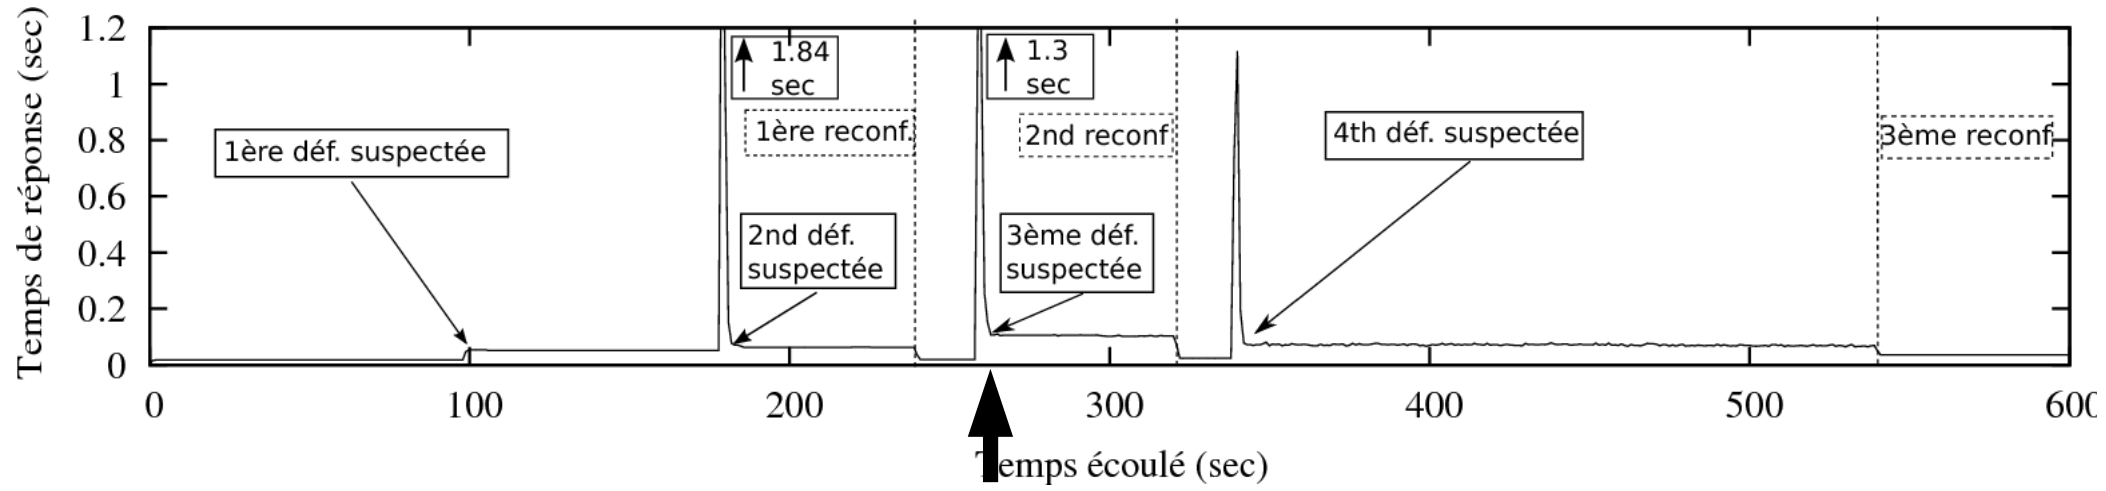 Temps de réponse (sec)
1.2
1
0.8
0.6
0.4
0.2
0
1.84
sec
1.3
sec
1ère reconf.
2nd reconf
4th déf. suspectée
3ème reconf
1ère déf. suspectée
2nd déf.
suspectée
3ème déf.
suspectée
0 100 200 300 400 500 600
Temps écoulé (sec)